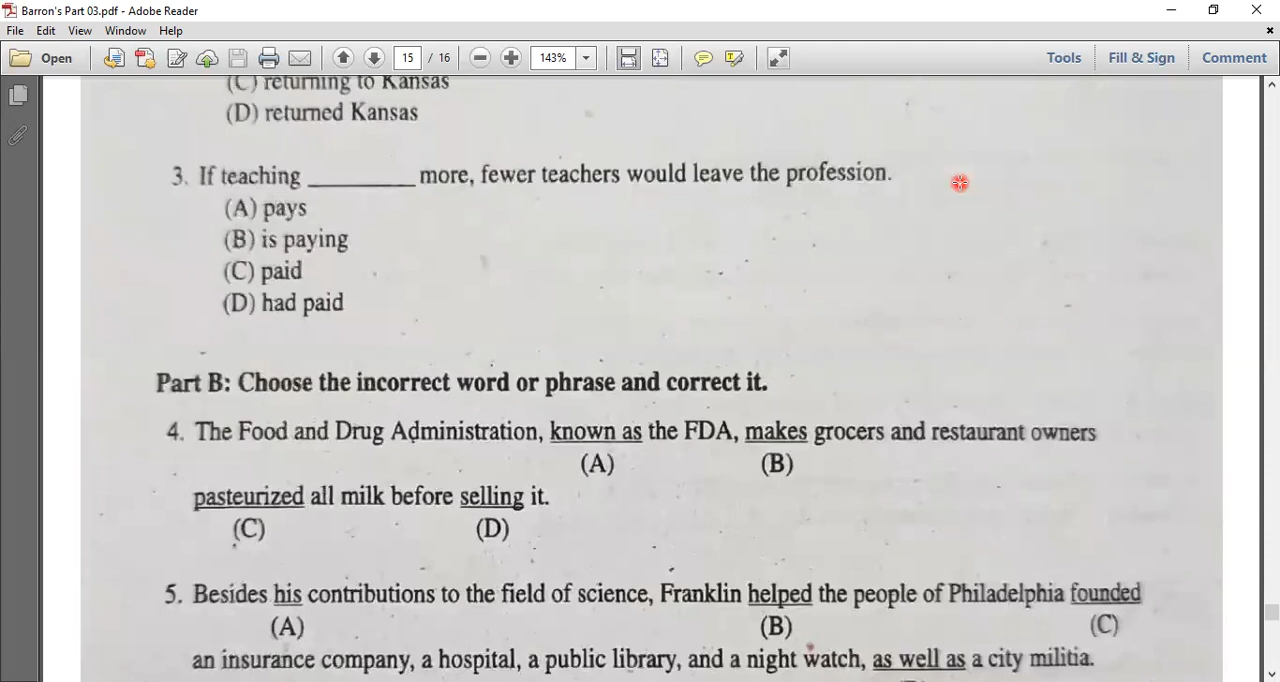 Barron's Part 03.pdf - Adobe Reader
File Edit View Window Help
Open 15 / 16 143% Tools Fill & Sign Comment
(C) returning to Kansas
(D) returned Kansas
3. If teaching ________ more, fewer teachers would leave the profession.
(A) pays
(B) is paying
(C) paid
(D) had paid
Part B: Choose the incorrect word or phrase and correct it.
4. The Food and Drug Administration, known as the FDA, makes grocers and restaurant owners
(A) (B)
pasteurized all milk before selling it.
(C) (D)
5. Besides his contributions to the field of science, Franklin helped the people of Philadelphia founded
(A) (B) (C)
an insurance company, a hospital, a public library, and a night watch, as well as a city militia.